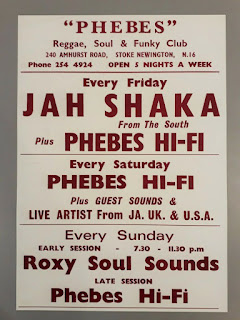 "PHEBES"
Reggae, Soul & Funky Club
240 AMHURST ROAD, STOKE NEWINGTON, N.16
Phone 254 4924 OPEN 5 NIGHTS A WEEK
Every Friday
JAH SHAKA
From The South
Plus PHEBES HI-FI
Every Saturday
PHEBES HI-FI
Plus GUEST SOUNDS &
LIVE ARTIST From JA. UK. & U.S.A.
Every Sunday
EARLY SESSION - 7.30 - 11.30 p.m
Roxy Soul Sounds
LATE SESSION
Phebes Hi-Fi